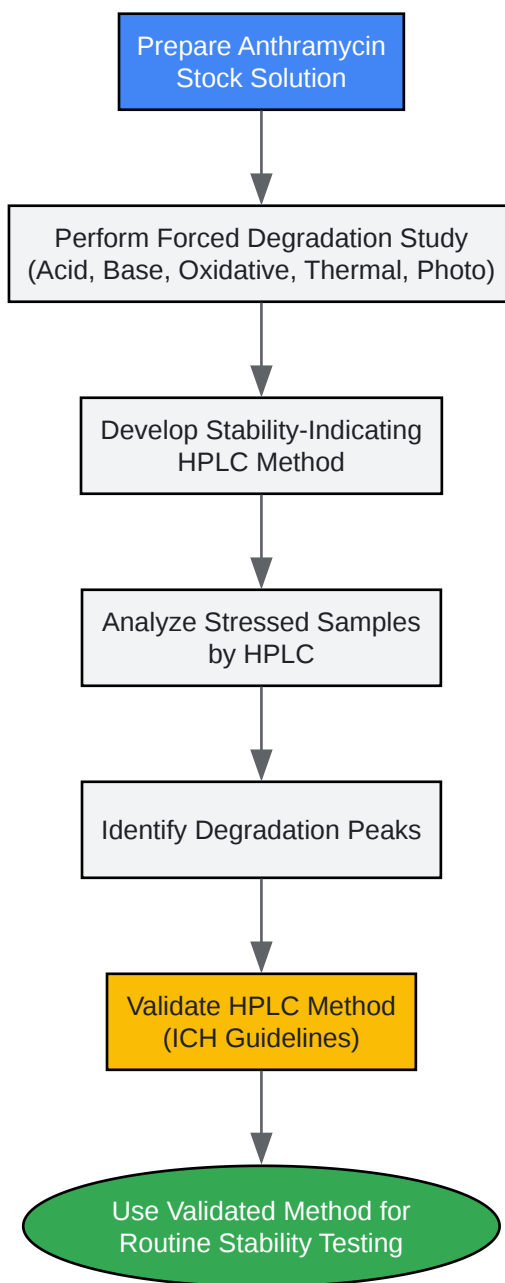 Prepare Anthramycin
Stock Solution
Perform Forced Degradation Study
(Acid, Base, Oxidative, Thermal, Photo)
Develop Stability-Indicating
HPLC Method
Analyze Stressed Samples
by HPLC
Identify Degradation Peaks
Validate HPLC Method
(ICH Guidelines)
Use Validated Method for
Routine Stability Testing